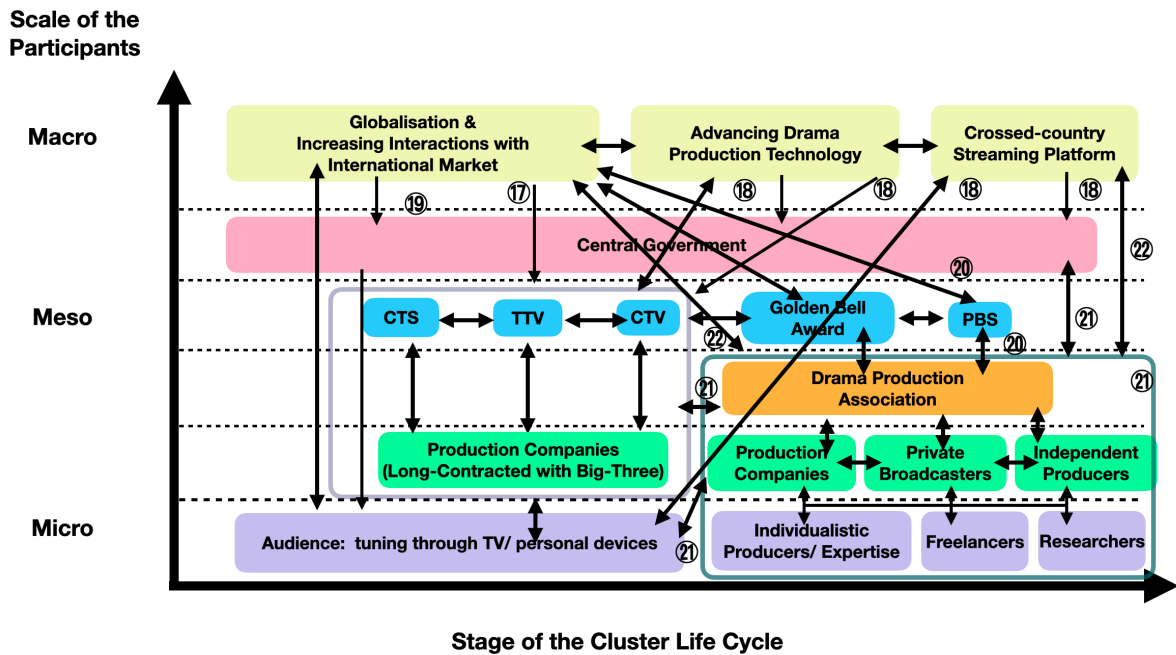 Scale of the
Participants
Macro
Globalisation &
Increasing Interactions with
International Market
Advancing Drama
Production Technology
Crossed-country
Streaming Platform
⑲
⑰
⑱
⑱
⑱
⑱
Central Government
⑳
㉒
Meso
CTS
TTV
CTV
㉒
Golden Bell
Award
PBS
⑳
㉑
㉑
㉑
Drama Production
Association
Production Companies
(Long-Contracted with Big-Three)
Production
Companies
Private
Broadcasters
Independent
Producers
Micro
Audience:  tuning through TV/ personal devices
㉑
Individualistic
Producers/ Expertise
Freelancers
Researchers
Stage of the Cluster Life Cycle